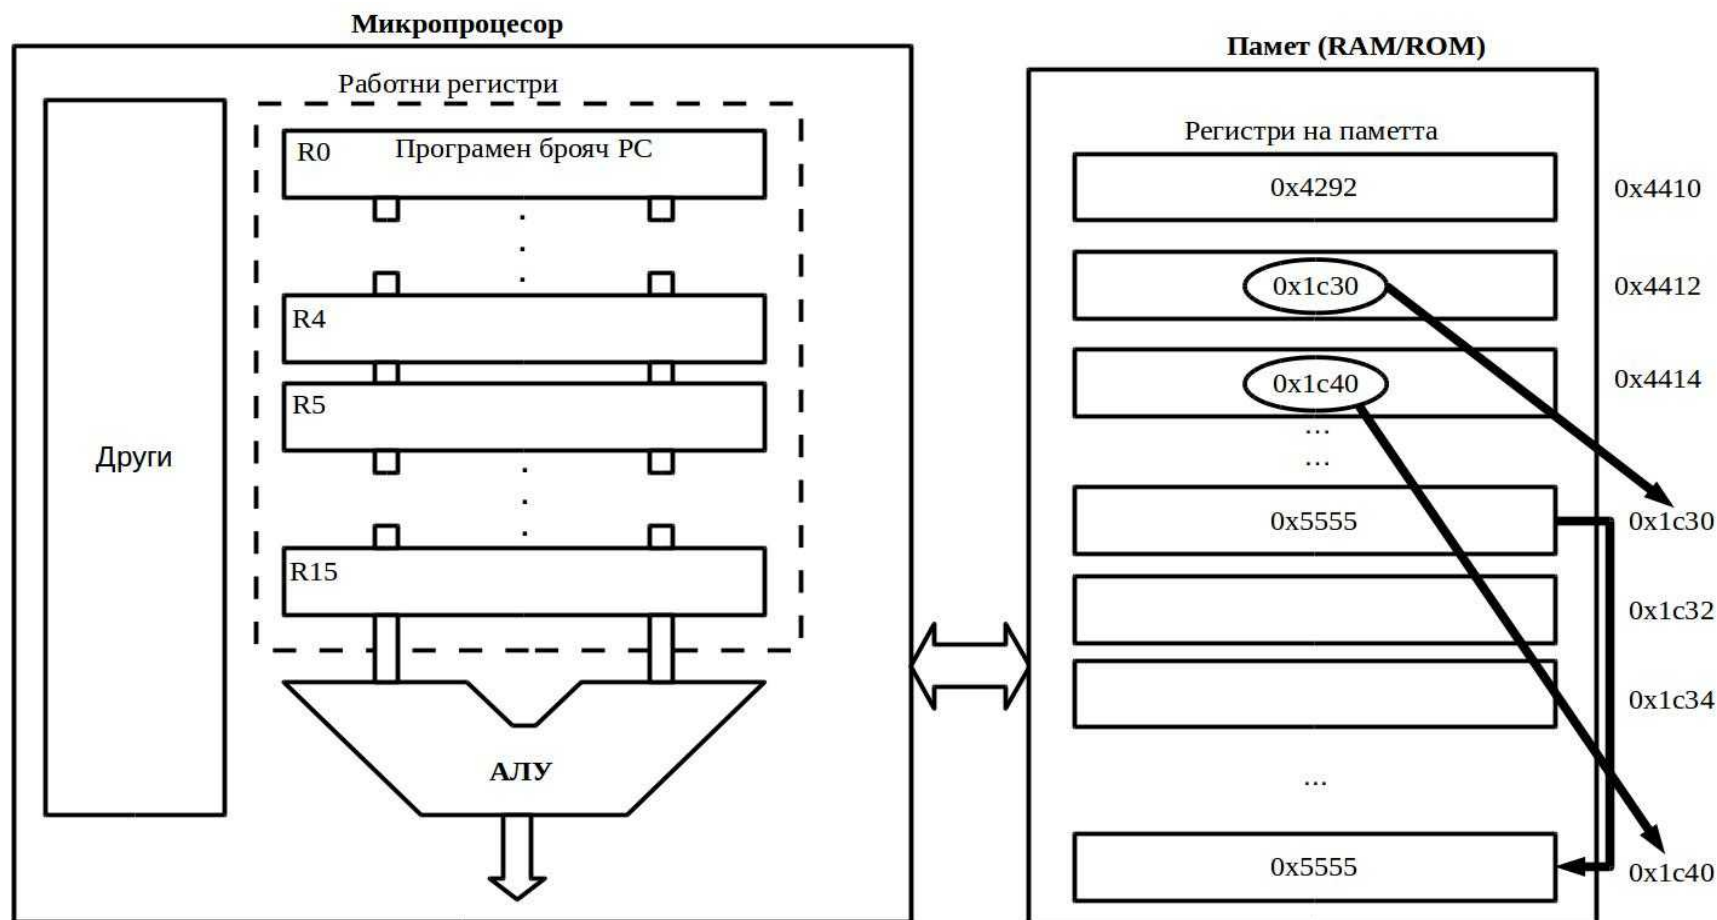 Микропроцесор
Работни регистри
R0
Програмен брояч PC
.
.
.
R4
R5
.
.
.
R15
Други
АЛУ
Памет (RAM/ROM)
Регистри на паметта
0x4292
0x4410
0x1c30
0x4412
0x1c40
0x4414
...
...
0x5555
0x1c30
0x1c32
0x1c34
...
0x5555
0x1c40